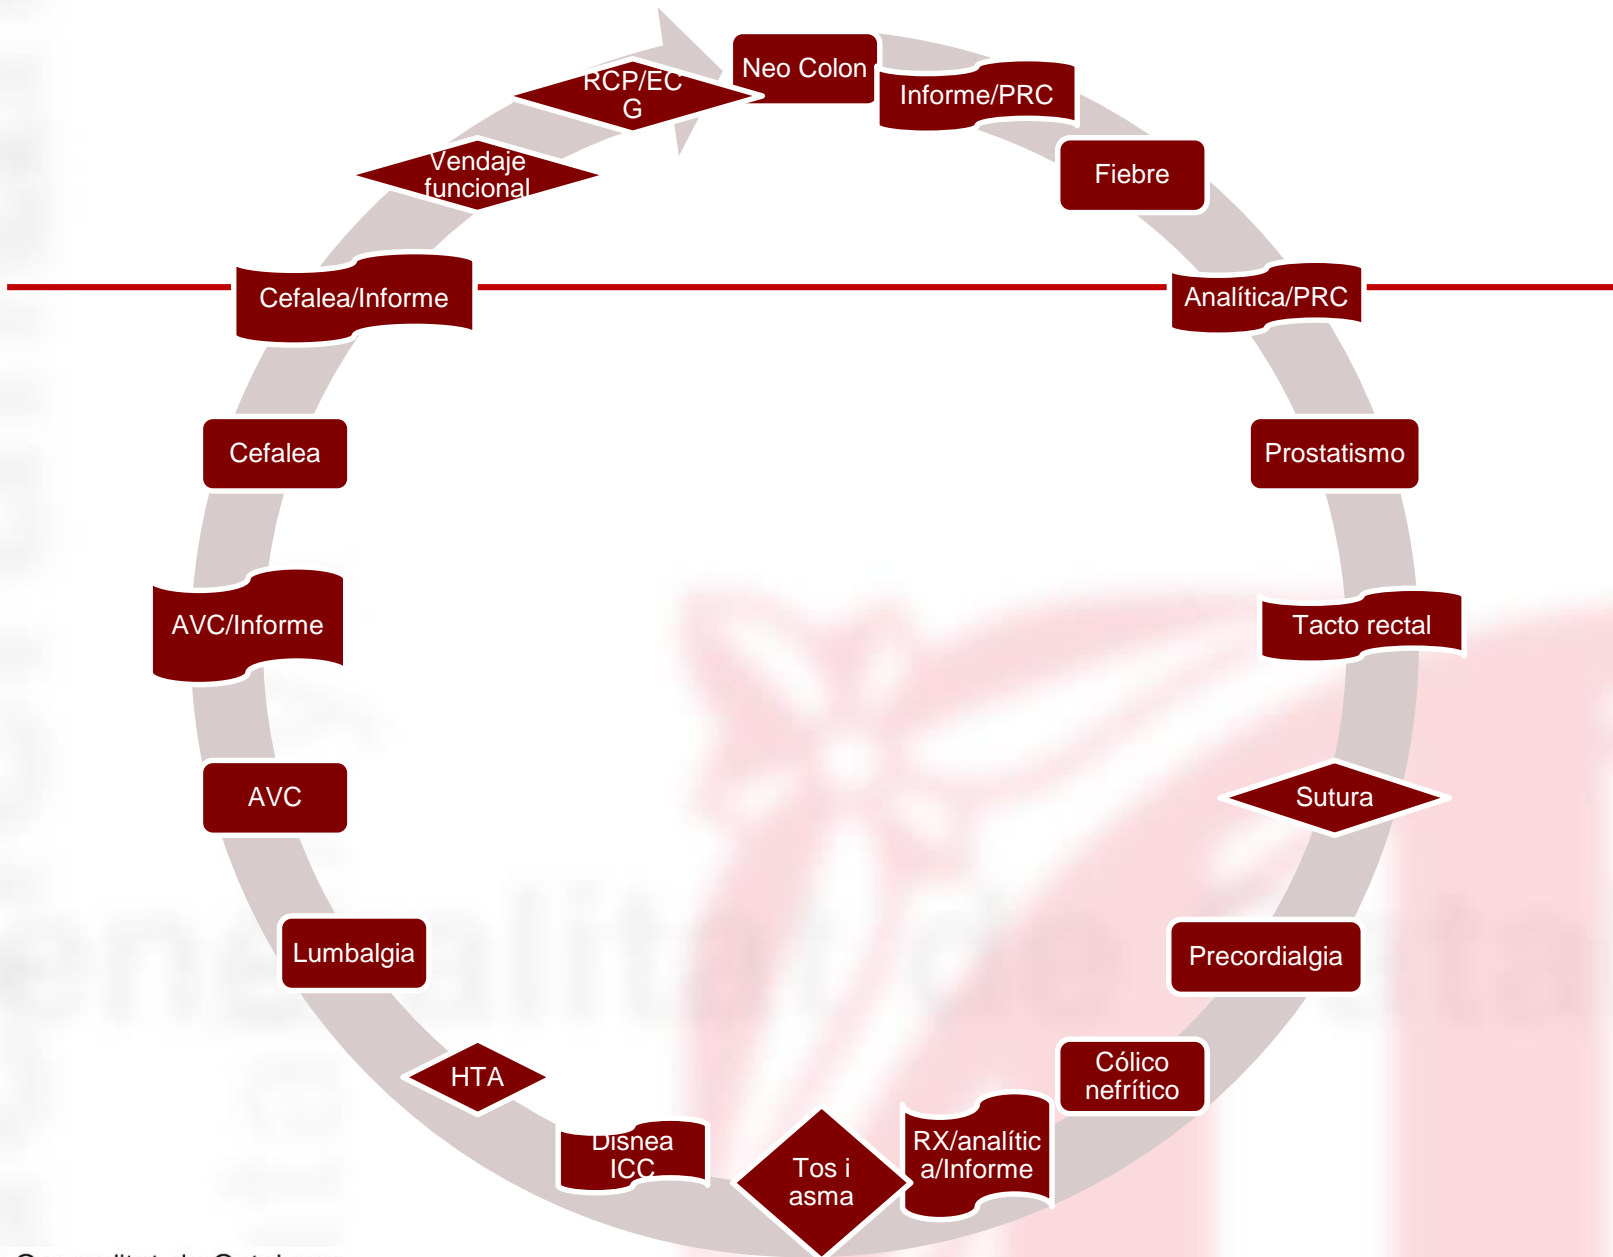 Neo Colon
Informe/PRC
Fiebre
Analítica/PRC
Prostatismo
Tacto rectal
Sutura
Precordialgia
Cólico
nefrítico
RX/analític
a/Informe
Tos i
asma
Disnea
ICC
HTA
Lumbalgia
AVC
AVC/Informe
Cefalea
Cefalea/Informe
Vendaje
funcional
RCP/EC
G